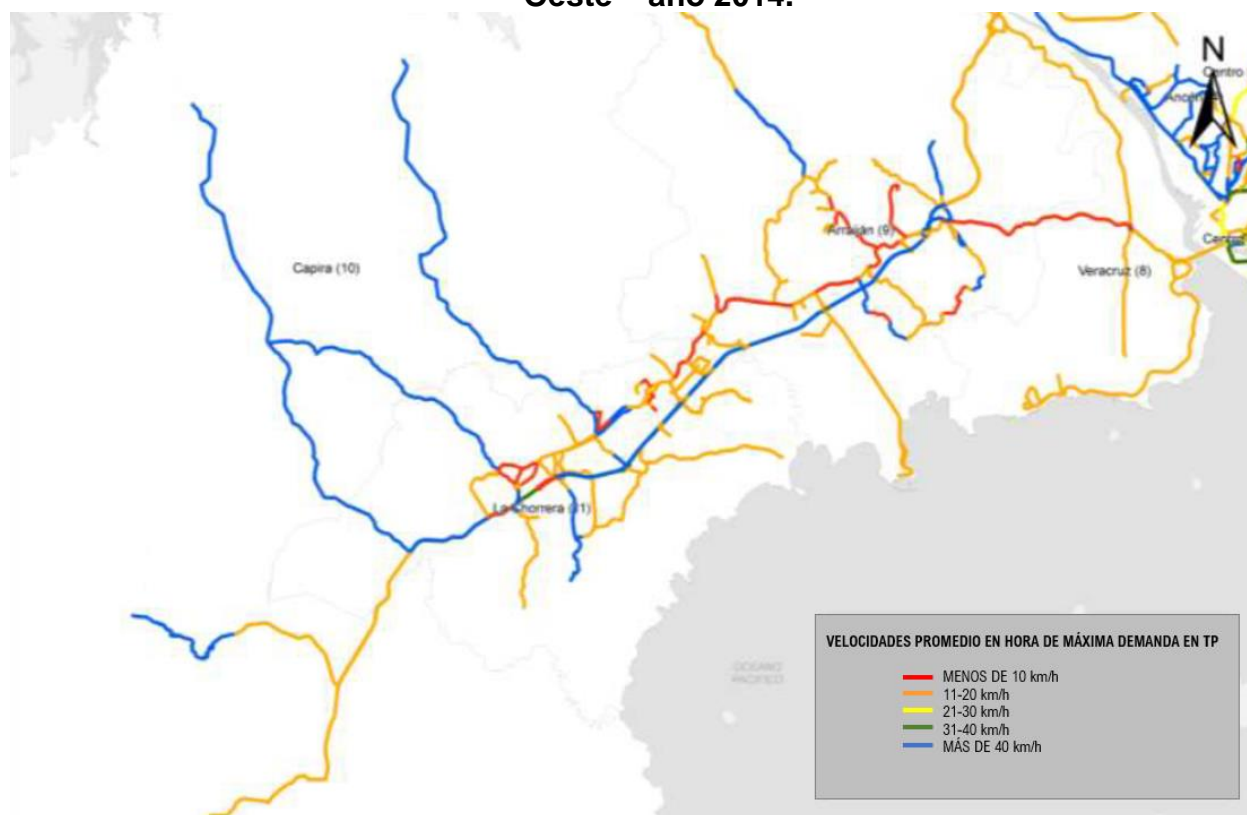 Oeste – año 2014.
N
Centro
Ancón
Arraiján (9)
Capira (10)
Veracruz (8)
Centro
La Chorrera (11)
OCEANO
PACIFICO
VELOCIDADES PROMEDIO EN HORA DE MÁXIMA DEMANDA EN TP
MENOS DE 10 km/h
11-20 km/h
21-30 km/h
31-40 km/h
MÁS DE 40 km/h